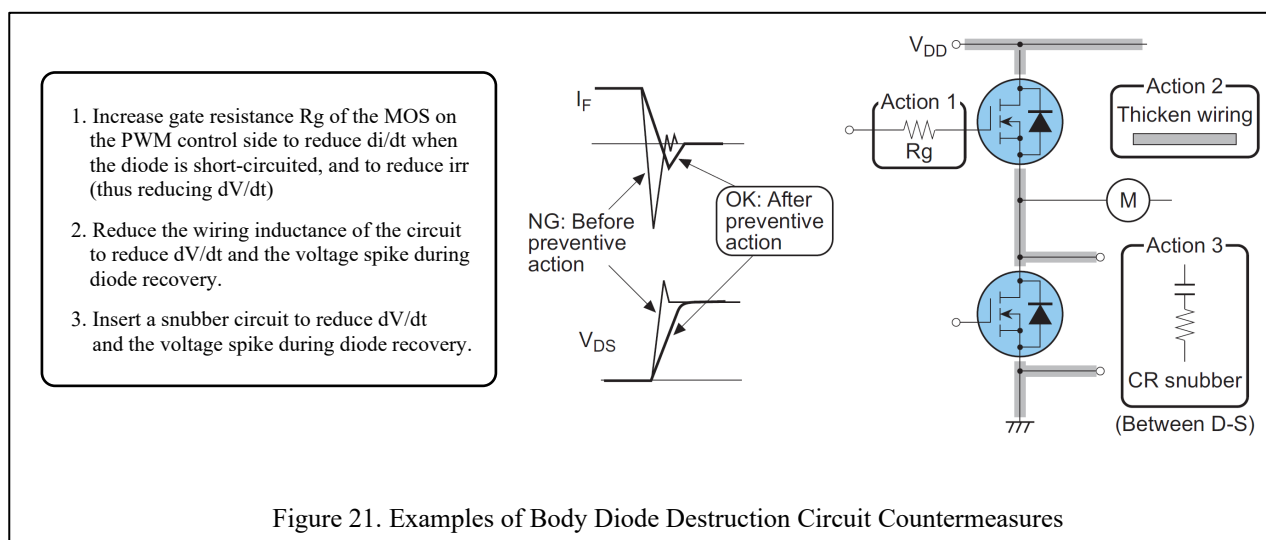 1. Increase gate resistance Rg of the MOS on
the PWM control side to reduce di/dt when
the diode is short-circuited, and to reduce irr
(thus reducing dV/dt)
2. Reduce the wiring inductance of the circuit
to reduce dV/dt and the voltage spike during
diode recovery.
3. Insert a snubber circuit to reduce dV/dt
and the voltage spike during diode recovery.
IF
NG: Before
preventive
action
OK: After
preventive
action
VDS
VDD
Action 1
Rg
Action 2
Thicken wiring
M
Action 3
CR snubber
(Between D-S)
Figure 21. Examples of Body Diode Destruction Circuit Countermeasures